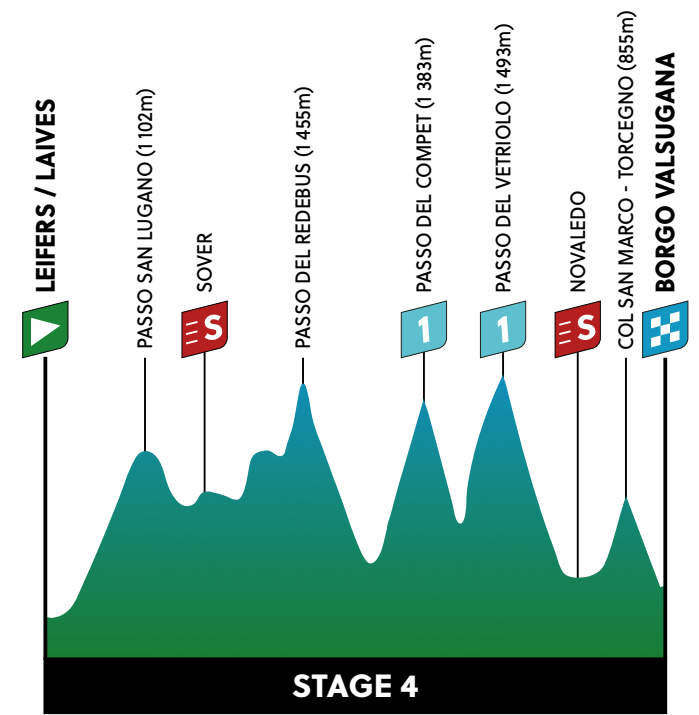 LEIFERS / LAIVES
PASSO SAN LUGANO (1 102m)
SOVER
S
PASSO DEL REDEBUS (1 455m)
PASSO DEL COMPET (1 383m)
1
PASSO DEL VETRIOLO (1 493m)
1
NOVALEDO
S
COL SAN MARCO - TORCEGNO (855m)
BORGO VALSUGANA
STAGE 4